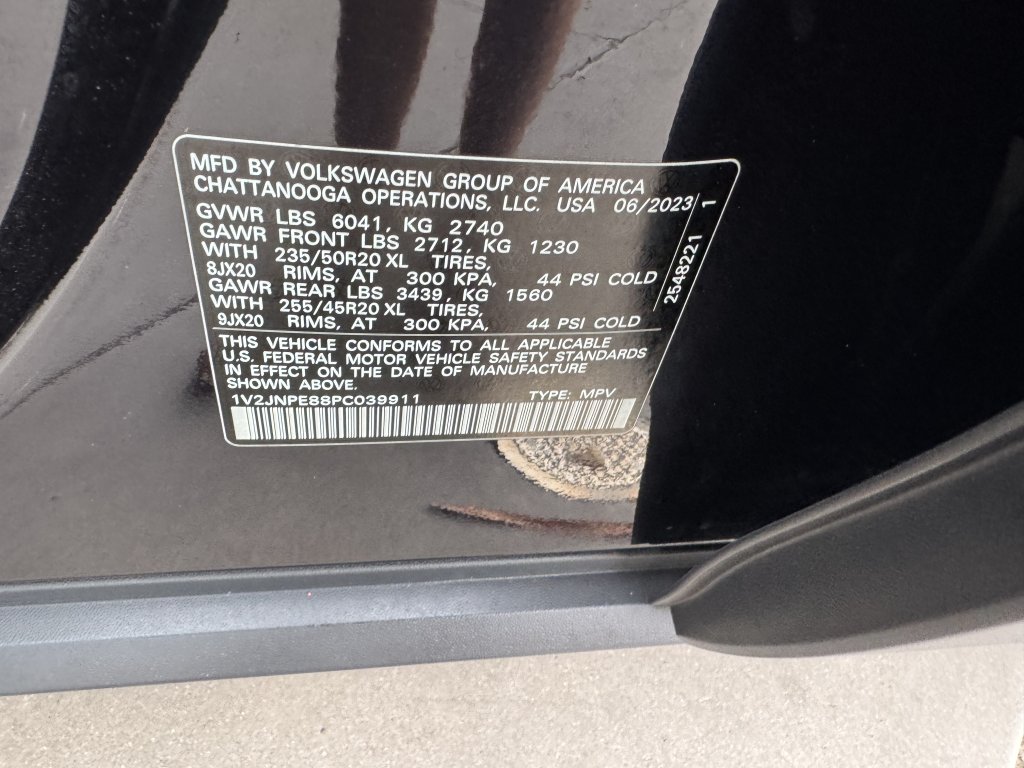 MFD BY VOLKSWAGEN GROUP OF AMERICA
CHATTANOOGA OPERATIONS, LLC. USA 06/2023
GVWR LBS 6041, KG 2740
GAWR FRONT LBS 2712, KG 1230
WITH 235/50R20 XL TIRES,
8JX20 RIMS, AT 300 KPA, 44 PSI COLD
GAWR REAR LBS 3439, KG 1560
WITH 255/45R20 XL TIRES,
9JX20 RIMS, AT 300 KPA, 44 PSI COLD
2548221 1
THIS VEHICLE CONFORMS TO ALL APPLICABLE
U.S. FEDERAL MOTOR VEHICLE SAFETY STANDARDS
IN EFFECT ON THE DATE OF MANUFACTURE
SHOWN ABOVE.
1V2JNPE88PC039911 TYPE: MPV